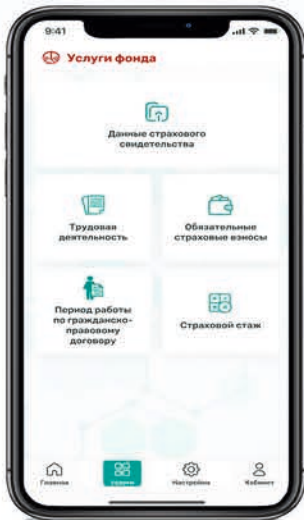 9:41
Услуги фонда
Данные страхового
свидетельства
Трудовая
деятельность
Обязательные
страховые взносы
Период работы
по гражданско-
правовому
договору
Страховой стаж
Главная
Услуги
Настройки
Кабинет